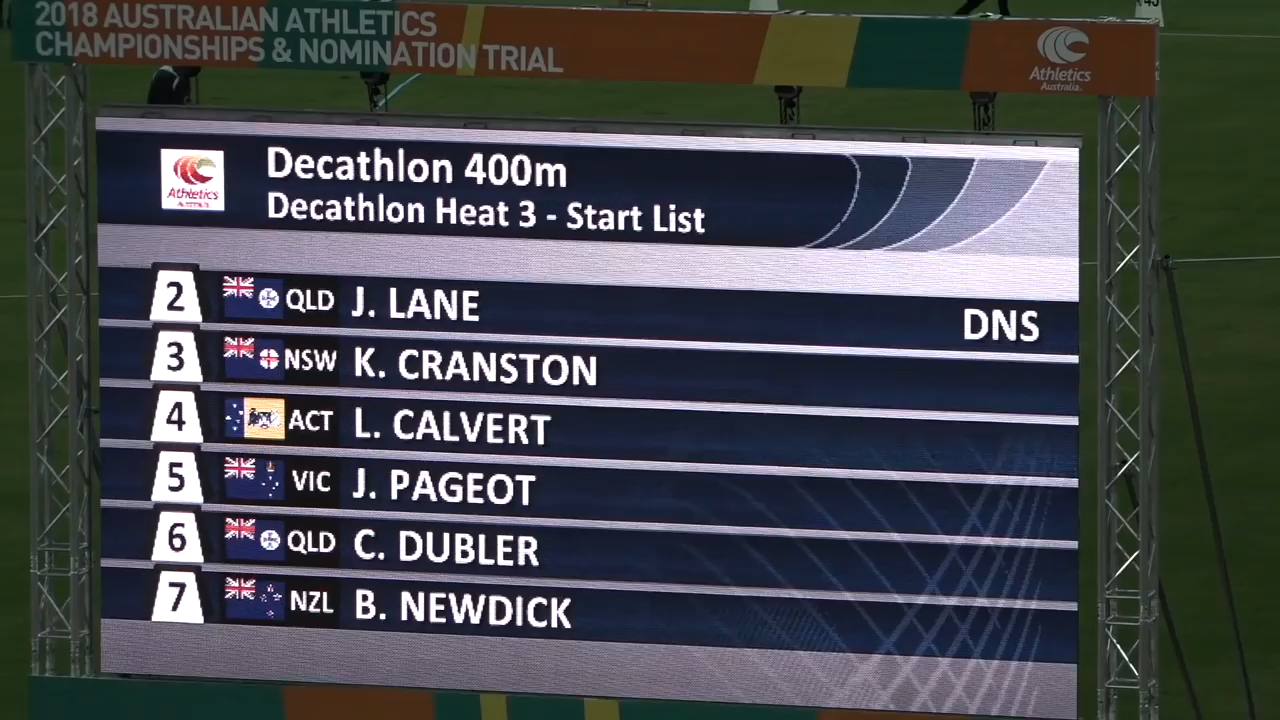 2018 AUSTRALIAN ATHLETICS
CHAMPIONSHIPS & NOMINATION TRIAL
Athletics
Australia
Athletics
Decathlon 400m
Decathlon Heat 3 - Start List
2 QLD J. LANE DNS
3 NSW K. CRANSTON
4 ACT L. CALVERT
5 VIC J. PAGEOT
6 QLD C. DUBLER
7 NZL B. NEWDICK